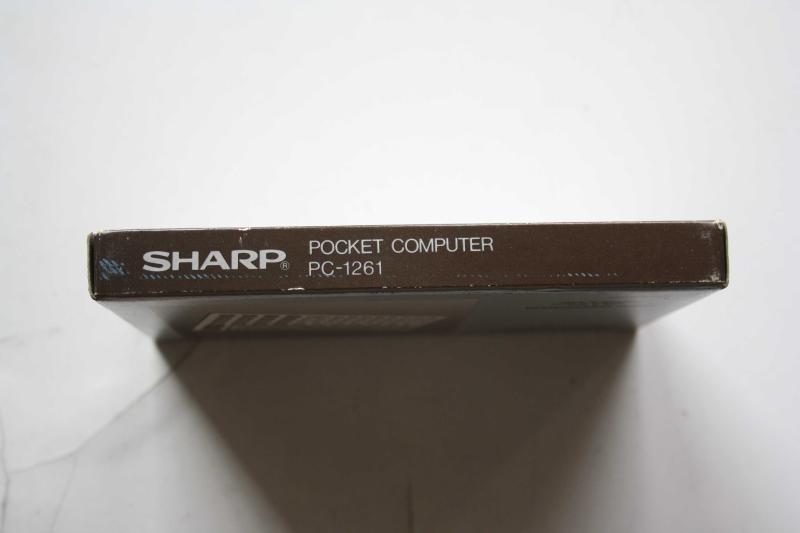 SHARP®
POCKET COMPUTER
PC-1261